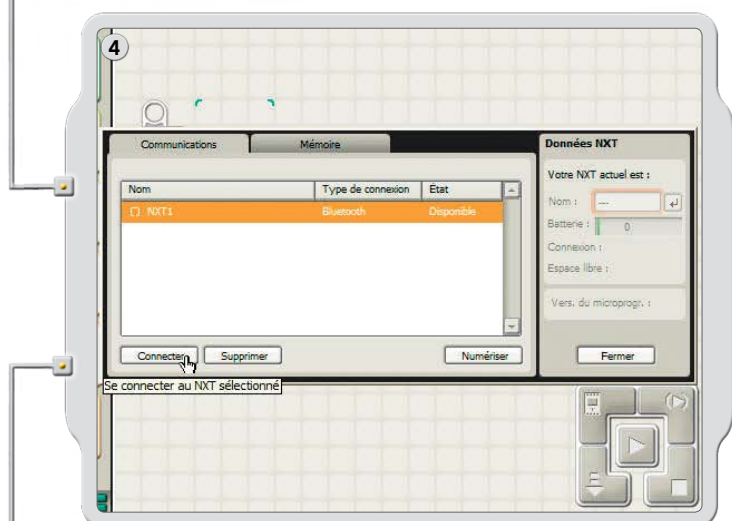 4
Communications
Mémoire
Nom
Type de connexion
État
NXT1
Bluetooth
Disponible
Connecter
Supprimer
Numériser
Se connecter au NXT sélectionné
Données NXT
Votre NXT actuel est :
Nom : ---
Batterie : 0
Connexion :
Espace libre :
Vers. du microprogr. :
Fermer